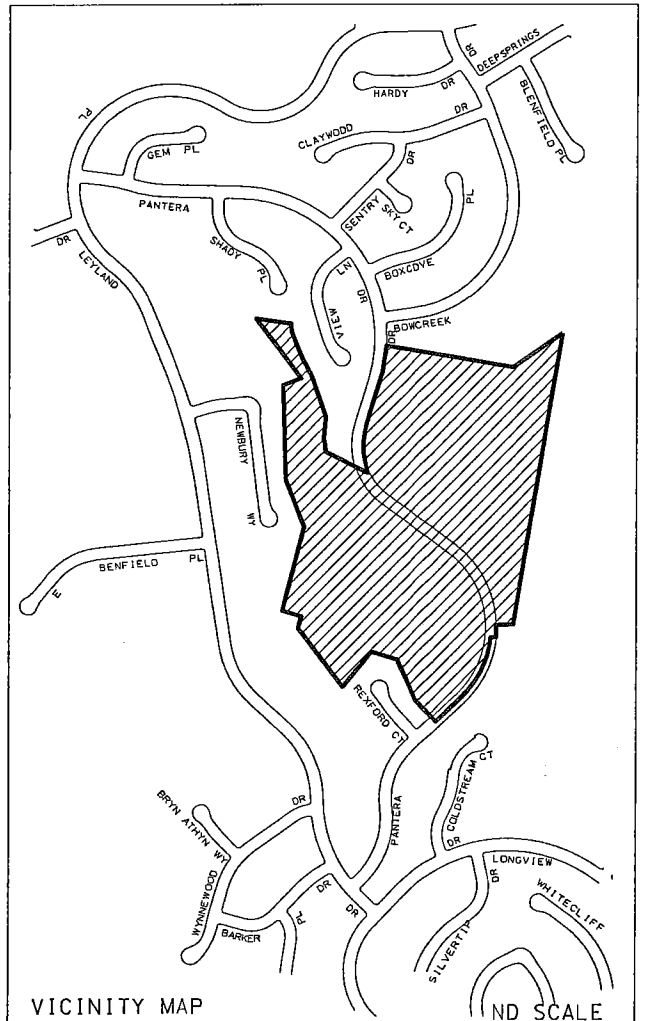 DR
DEEPSPRINGS
HARDY DR
BLENFIELD PL
PL
CLAYWOOD DR
GEM PL
DR
SENTRY
SKY CT
PL
PANTERA
SHADY PL
DR
LEYLAND
LN
DR
BOXCOVE
VIEW
BOWCREEK
DR
NEWBURY WY
BENFIELD PL
E
REXFORD CT
COLDSTREAM CT
BRYN ATHYN WY
DR
PANTERA
DR
LONGVIEW
WYNNEWOOD
DR
DR
DR
WHITECLIFF
BARKER
PL
SILVERTIP
VICINITY MAP
NO SCALE